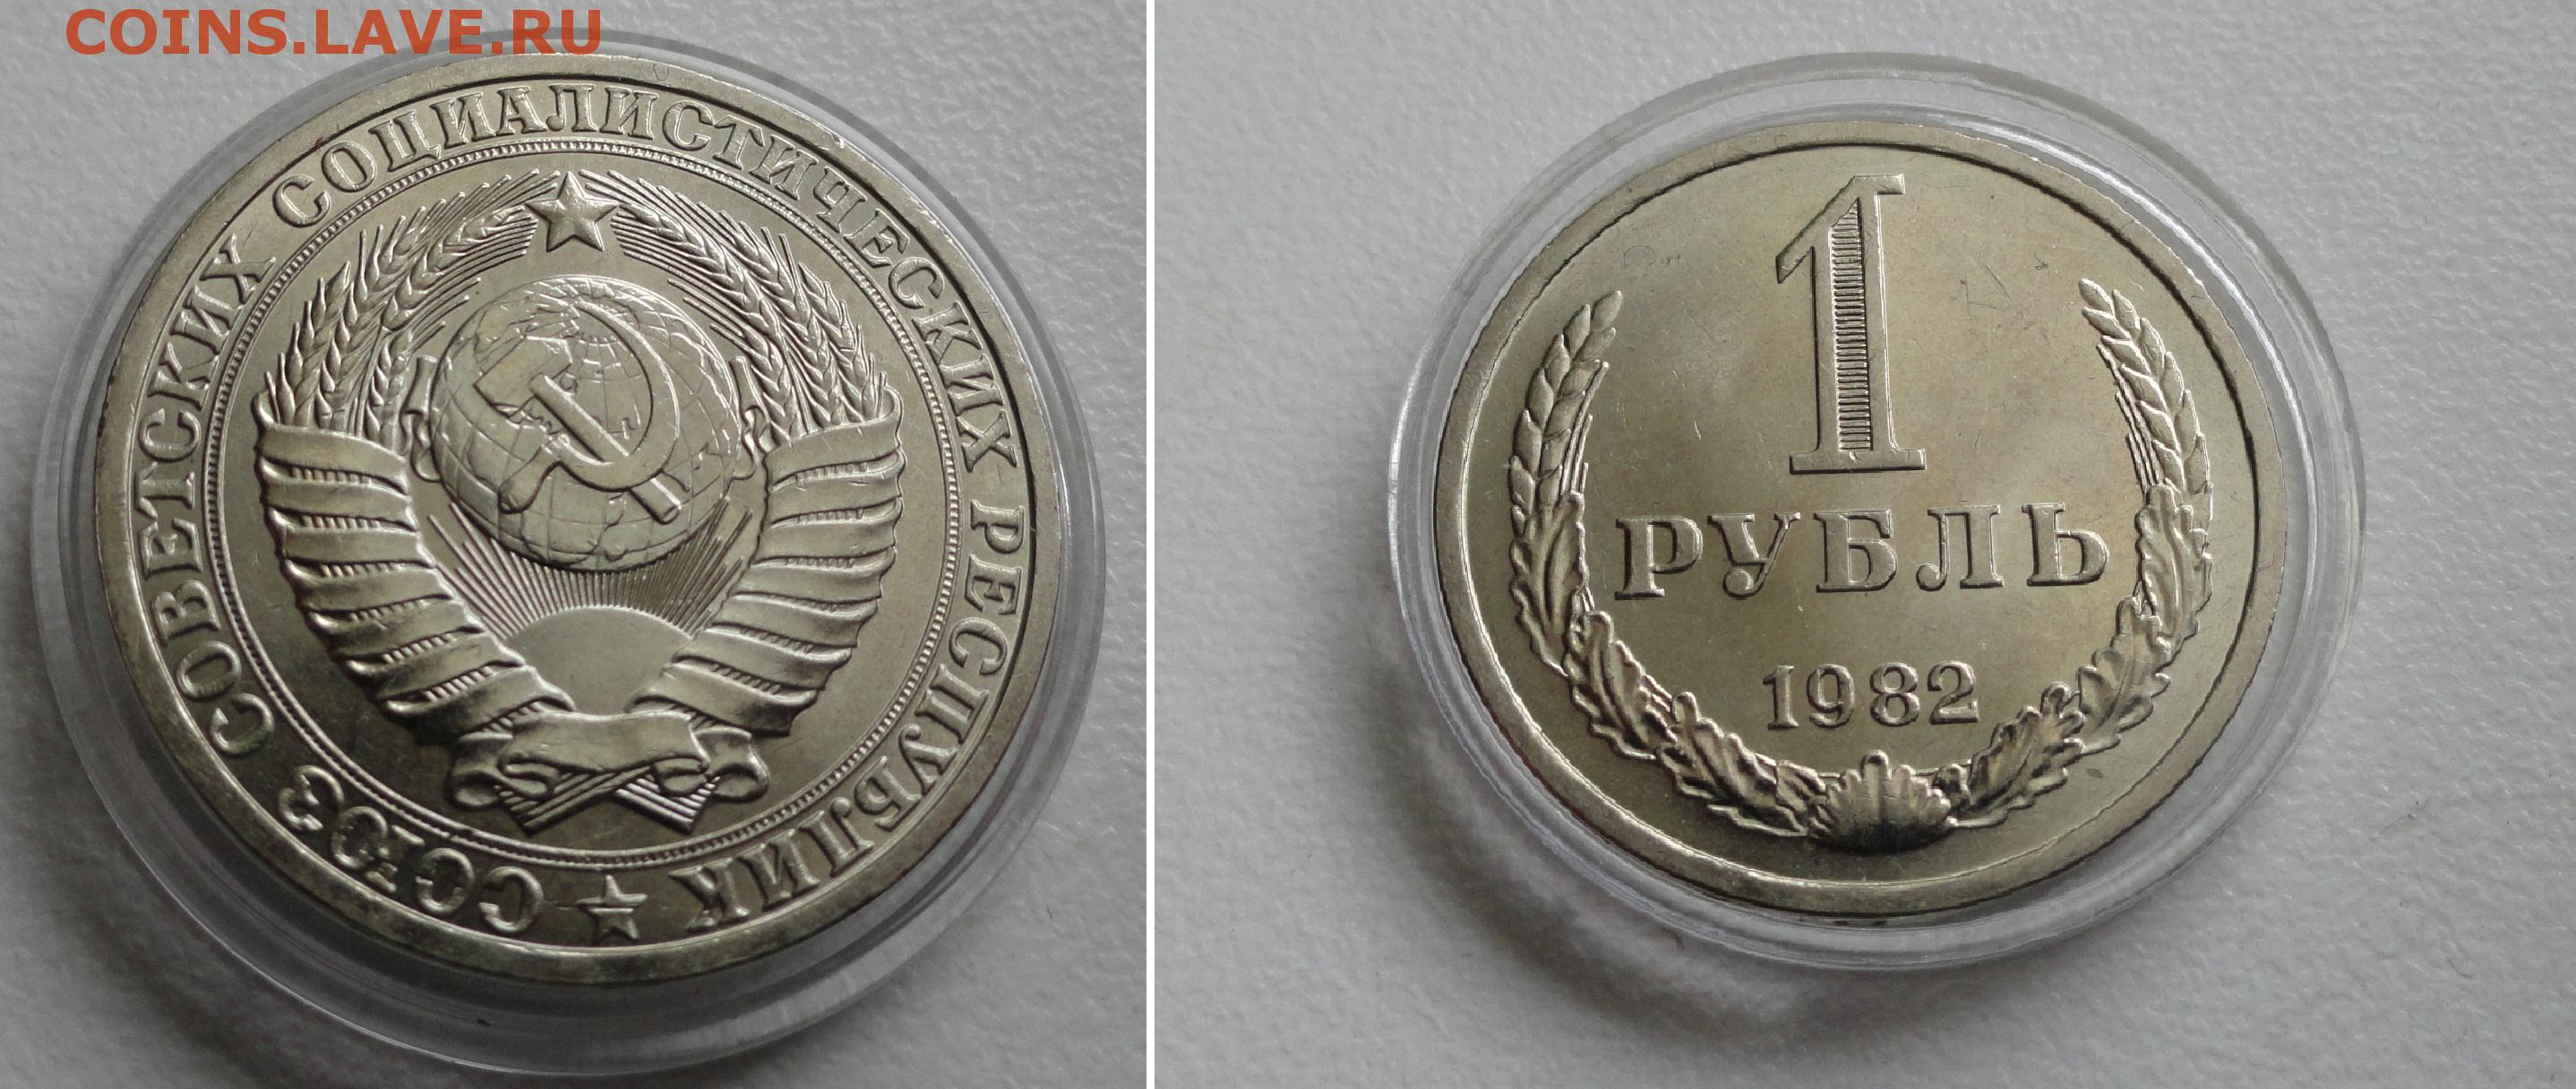 COINS.LAVE.RU
СОЮЗ СОВЕТСКИХ СОЦИАЛИСТИЧЕСКИХ РЕСПУБЛИК
1
РУБЛЬ
1982